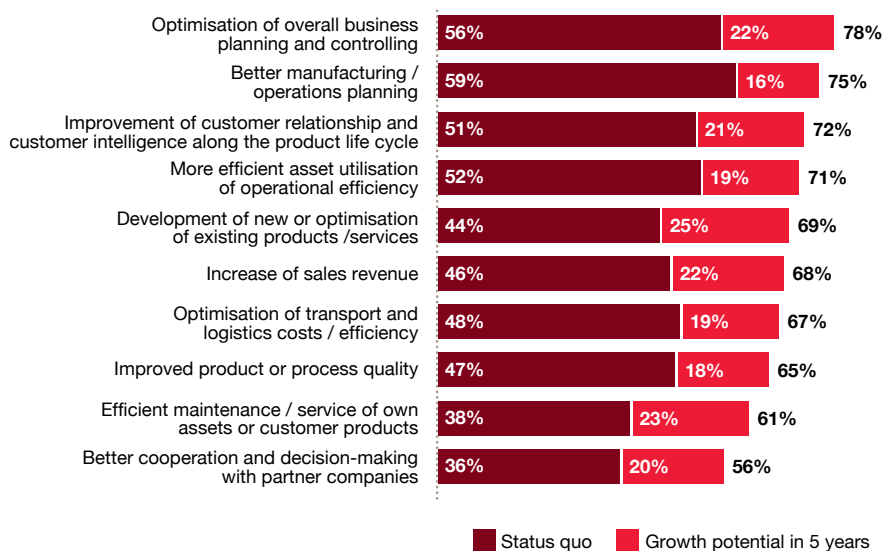 Optimisation of overall business
planning and controlling
56% 22% 78%
Better manufacturing /
operations planning
59% 16% 75%
Improvement of customer relationship and
customer intelligence along the product life cycle
51% 21% 72%
More efficient asset utilisation
of operational efficiency
52% 19% 71%
Development of new or optimisation
of existing products /services
44% 25% 69%
Increase of sales revenue
46% 22% 68%
Optimisation of transport and
logistics costs / efficiency
48% 19% 67%
Improved product or process quality
47% 18% 65%
Efficient maintenance / service of own
assets or customer products
38% 23% 61%
Better cooperation and decision-making
with partner companies
36% 20% 56%
Status quo Growth potential in 5 years